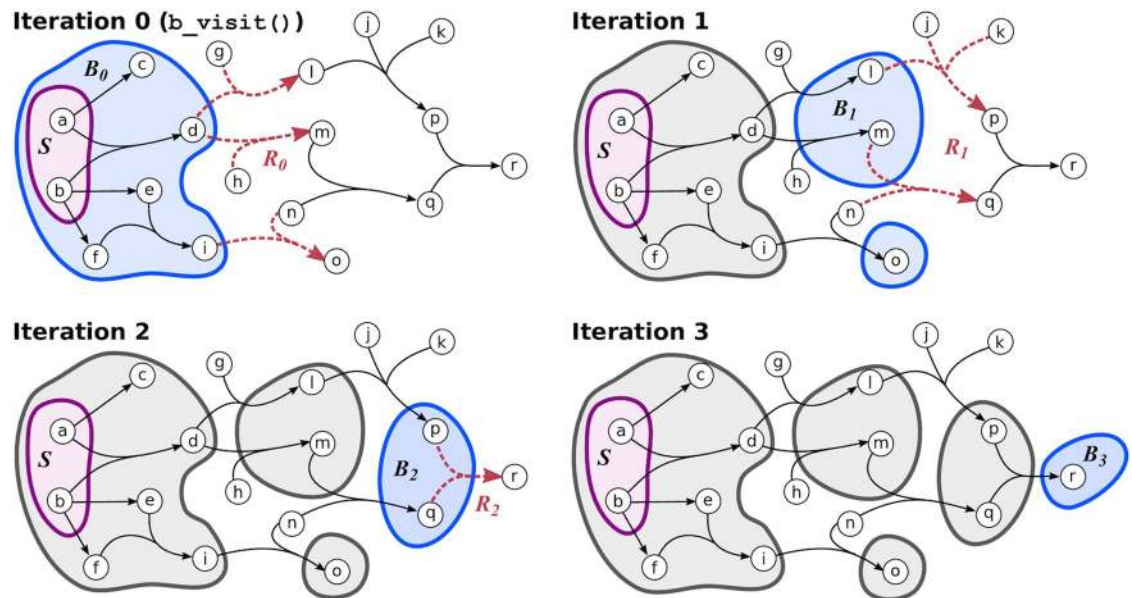 Iteration 0 (b_visit())
B0
S
a
b
c
d
e
f
g
h
i
j
k
l
m
n
o
p
q
r
R0
Iteration 1
S
a
b
c
d
e
f
g
h
i
j
k
l
B1
m
n
o
p
q
r
R1
Iteration 2
S
a
b
c
d
e
f
g
h
i
j
k
l
m
n
o
p
B2
q
r
R2
Iteration 3
S
a
b
c
d
e
f
g
h
i
j
k
l
m
n
o
p
q
B3
r